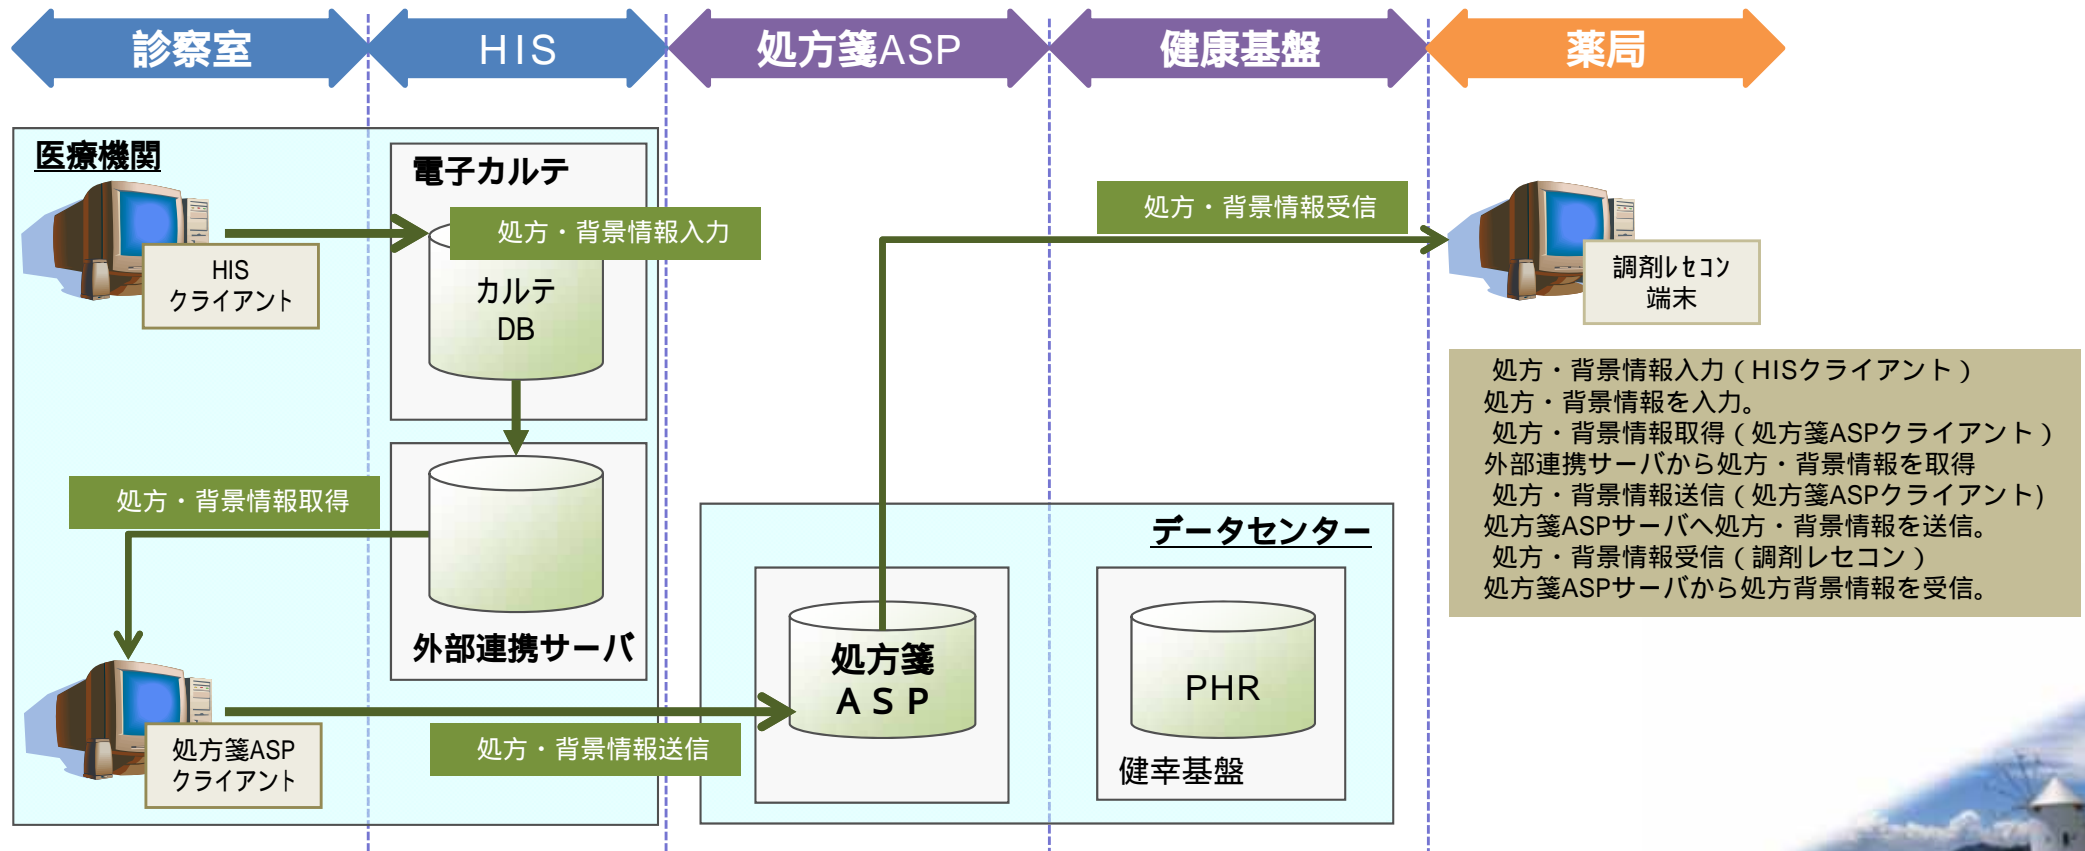 診察室
HIS
処方箋ASP
健康基盤
薬局
医療機関
電子カルテ
処方・背景情報入力
HIS
クライアント
カルテ
DB
処方・背景情報受信
調剤レセコン
端末
処方・背景情報入力（HISクライアント）
処方・背景情報を入力。
処方・背景情報取得（処方箋ASPクライアント）
外部連携サーバから処方・背景情報を取得
処方・背景情報送信（処方箋ASPクライアント)
処方箋ASPサーバへ処方・背景情報を送信。
処方・背景情報受信（調剤レセコン）
処方箋ASPサーバから処方背景情報を受信。
処方・背景情報取得
外部連携サーバ
データセンター
処方箋
ＡＳＰ
PHR
健幸基盤
処方箋ASP
クライアント
処方・背景情報送信